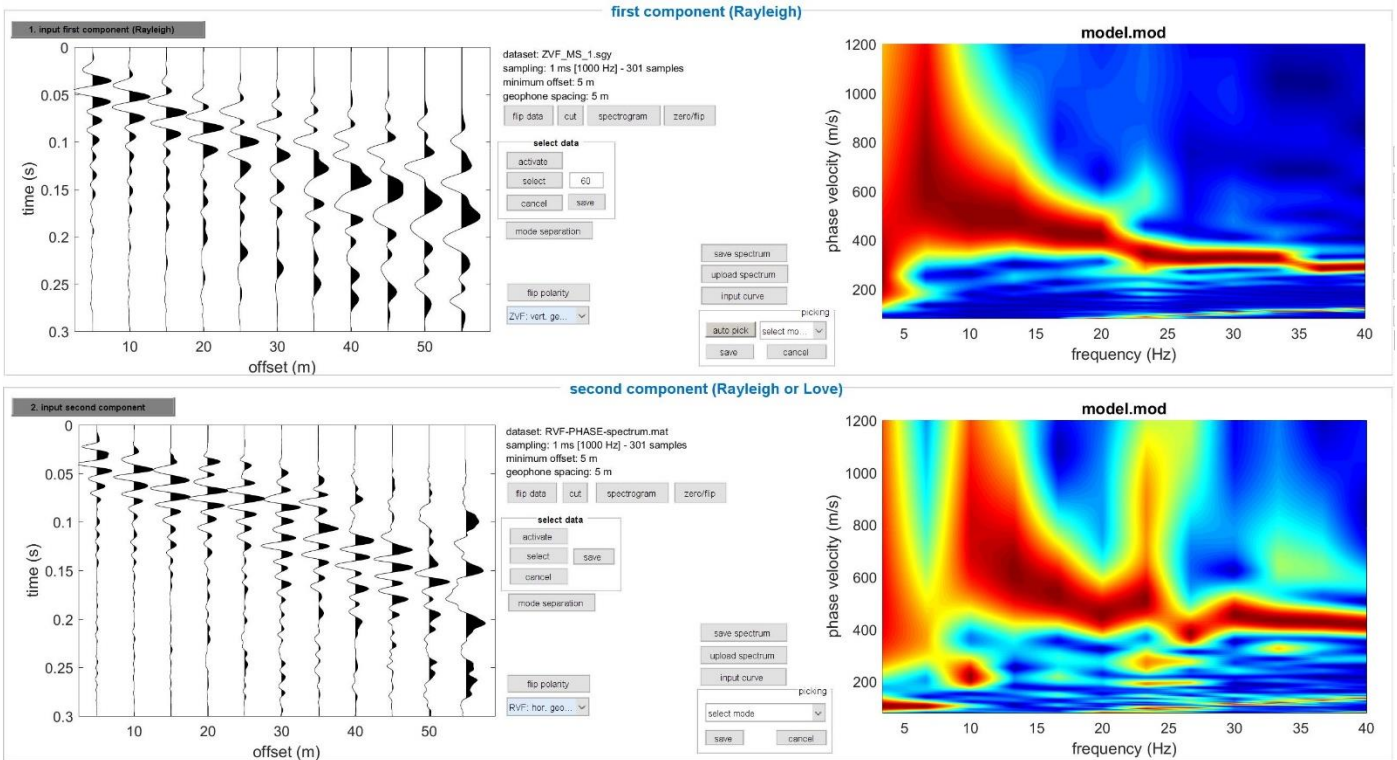 first component (Rayleigh)
1. input first component (Rayleigh)
dataset: ZVF_MS_1.sgy
sampling: 1 ms [1000 Hz] - 301 samples
minimum offset: 5 m
geophone spacing: 5 m
flip data cut spectrogram zero/flip
select data
activate
select 60
cancel save
mode separation
flip polarity
ZVF: vert. ge...
0
0.05
0.1
0.15
0.2
0.25
0.3
time (s)
10 20 30 40 50
offset (m)
save spectrum
upload spectrum
input curve
picking
auto pick select mo...
save cancel
model.mod
1200
1000
800
600
400
200
phase velocity (m/s)
5 10 15 20 25 30 35 40
frequency (Hz)
second component (Rayleigh or Love)
2. input second component
dataset: RVF-PHASE-spectrum.mat
sampling: 1 ms [1000 Hz] - 301 samples
minimum offset: 5 m
geophone spacing: 5 m
flip data cut spectrogram zero/flip
select data
activate
select save
cancel
mode separation
flip polarity
RVF: hor. geo...
0
0.05
0.1
0.15
0.2
0.25
0.3
time (s)
10 20 30 40 50
offset (m)
save spectrum
upload spectrum
input curve
picking
select mode
save cancel
model.mod
1200
1000
800
600
400
200
phase velocity (m/s)
5 10 15 20 25 30 35 40
frequency (Hz)